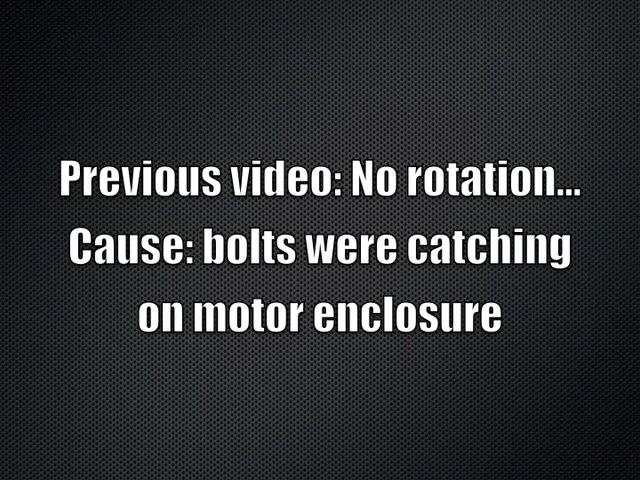 Previous video: No rotation...
Cause: bolts were catching
on motor enclosure